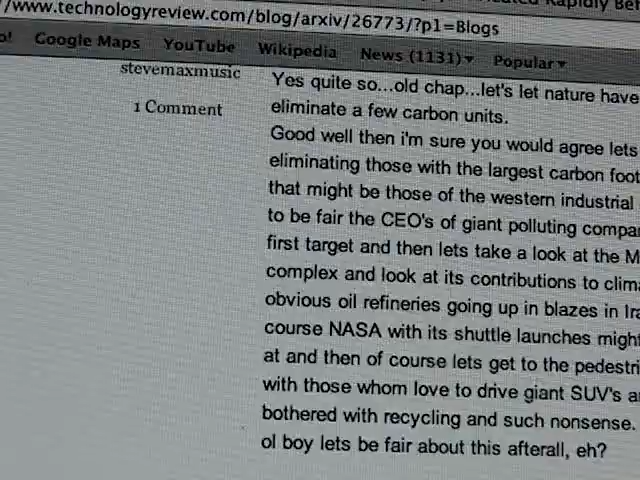 /www.technologyreview.com/blog/arxiv/26773/?p1=Blogs
Google Maps YouTube Wikipedia News (1131)▾ Popular▾
stevemaxmusic
1 Comment
Yes quite so...old chap...let's let nature have
eliminate a few carbon units.
Good well then i'm sure you would agree lets
eliminating those with the largest carbon foot
that might be those of the western industrial
to be fair the CEO's of giant polluting compa
first target and then lets take a look at the M
complex and look at its contributions to clim
obvious oil refineries going up in blazes in Ira
course NASA with its shuttle launches might
at and then of course lets get to the pedestri
with those whom love to drive giant SUV's a
bothered with recycling and such nonsense.
ol boy lets be fair about this afterall, eh?